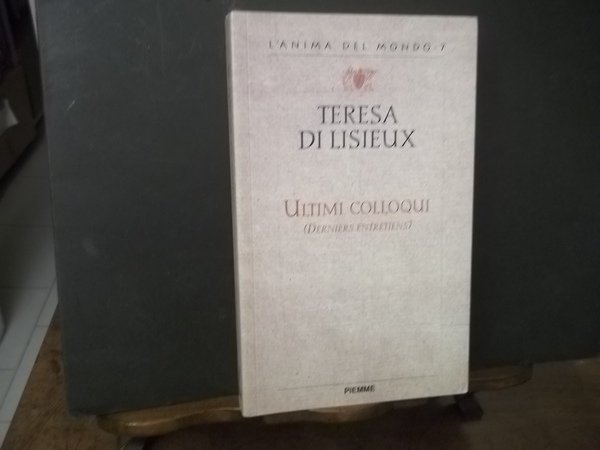 L'ANIMA DEL MONDO · 7
TERESA
DI LISIEUX
ULTIMI COLLOQUI
(DERNIERS ENTRETIENS)
PIEMME